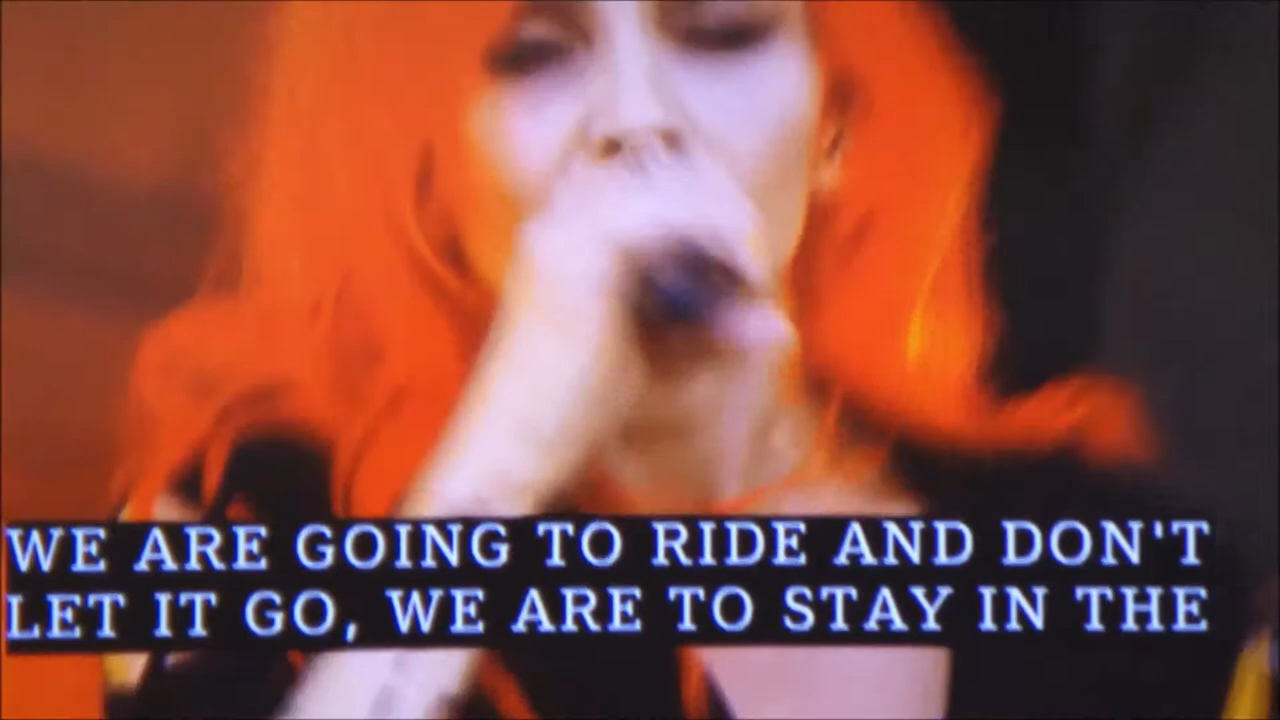 WE ARE GOING TO RIDE AND DON'T
LET IT GO, WE ARE TO STAY IN THE